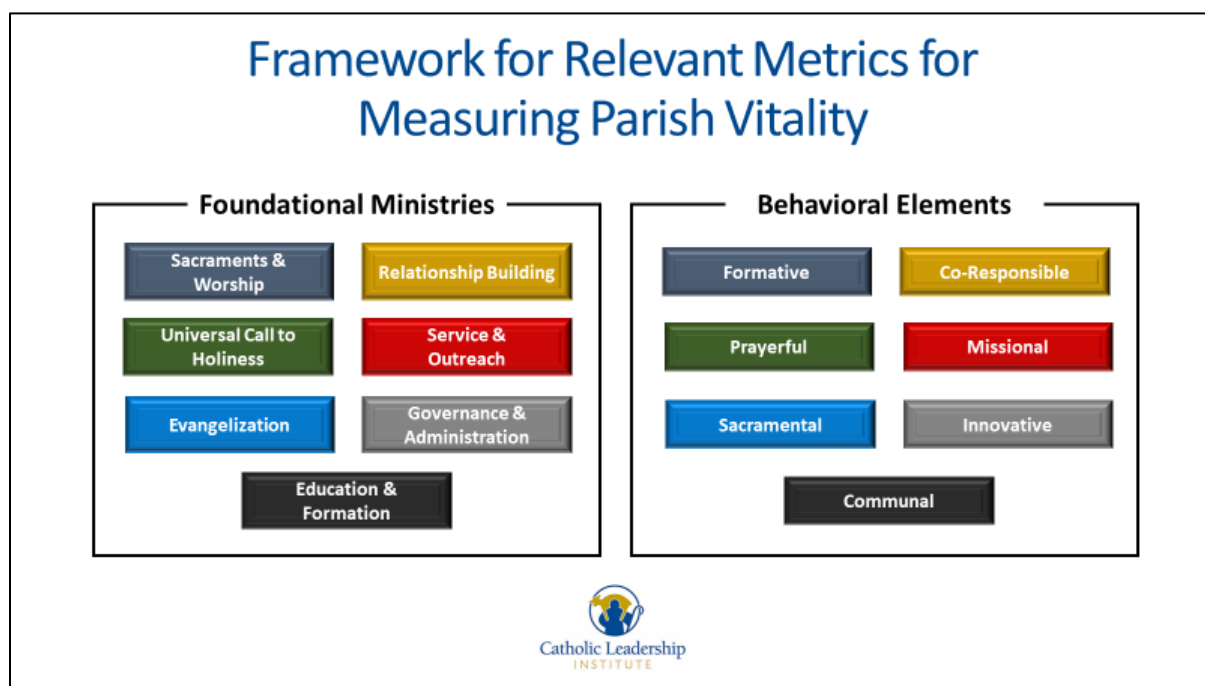 Framework for Relevant Metrics for
Measuring Parish Vitality
Foundational Ministries
Sacraments &
Worship
Relationship Building
Universal Call to
Holiness
Service &
Outreach
Evangelization
Governance &
Administration
Education &
Formation
Behavioral Elements
Formative
Co-Responsible
Prayerful
Missional
Sacramental
Innovative
Communal
Catholic Leadership
INSTITUTE